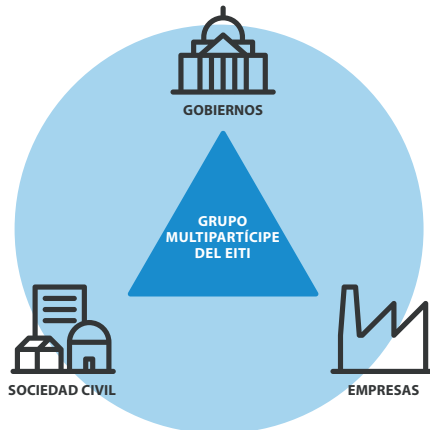 GOBIERNOS
GRUPO
MULTIPARTÍCIPE
DEL EITI
SOCIEDAD CIVIL
EMPRESAS